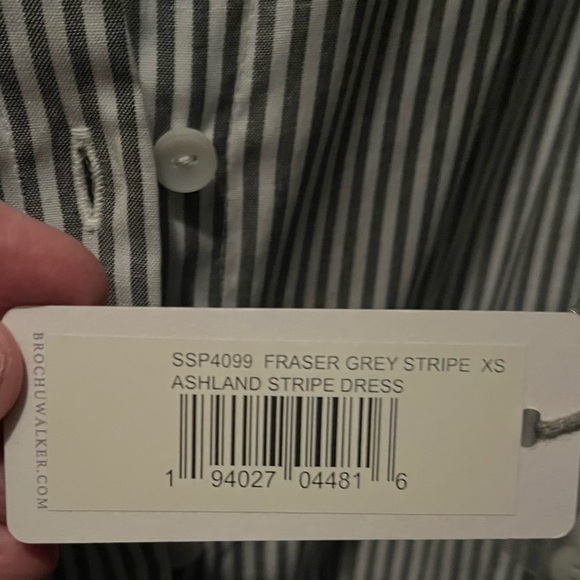 SSP4099 FRASER GREY STRIPE XS
ASHLAND STRIPE DRESS
1 94027 04481 6
BROCHUWALKER.COM